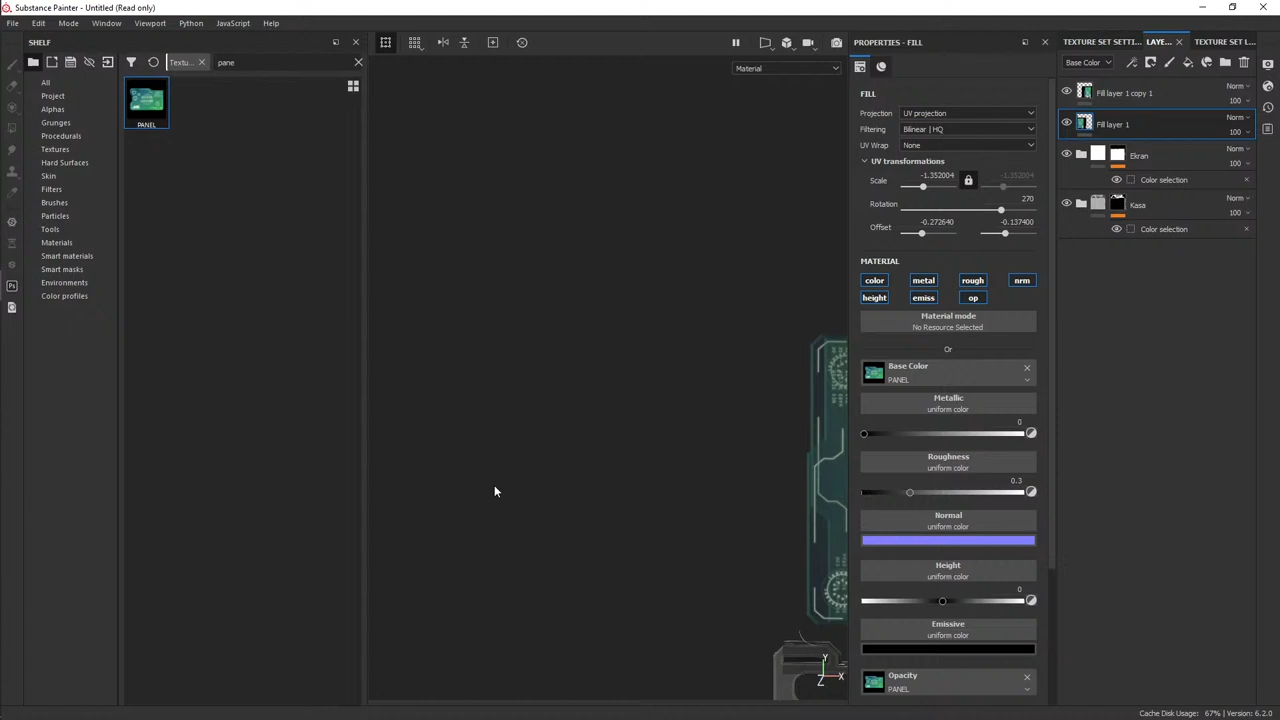 Substance Painter - Untitled (Read only)
File Edit Mode Window Viewport Python JavaScript Help
SHELF
Textu...
pane
All
Project
Alphas
Grunges
Procedurals
Textures
Hard Surfaces
Skin
Filters
Brushes
Particles
Tools
Materials
Smart materials
Smart masks
Environments
Color profiles
Ps
PANEL
Material
Y
Z X
PROPERTIES - FILL
FILL
Projection UV projection
Filtering Bilinear | HQ
UV Wrap None
UV transformations
Scale -1.352004 -1.352004
Rotation 270
Offset -0.272640 -0.137400
MATERIAL
color metal rough nrm
height emiss op
Material mode
No Resource Selected
Or
Base Color
PANEL
Metallic
uniform color
0
Roughness
uniform color
0.3
Normal
uniform color
Height
uniform color
0
Emissive
uniform color
Opacity
PANEL
TEXTURE SET SETTI... LAYE... TEXTURE SET L...
Base Color
Fill layer 1 copy 1 Norm
100
Fill layer 1 Norm
100
Ekran Norm
100
Color selection
Kasa Norm
100
Color selection
Cache Disk Usage: 67% | Version: 6.2.0